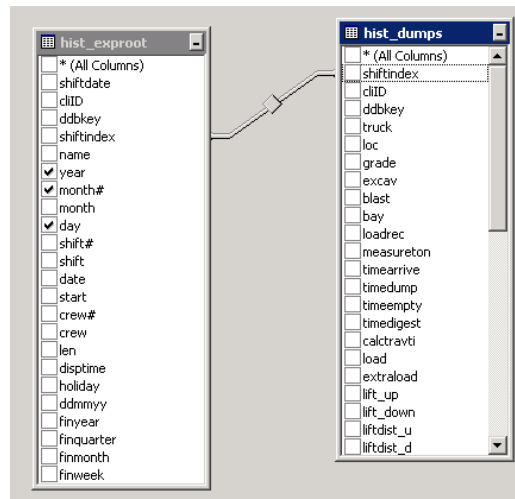 hist_exproot
* (All Columns)
shiftdate
cliID
ddbkey
shiftindex
name
year
month#
month
day
shift#
shift
date
start
crew#
crew
len
disptime
holiday
ddmmyy
finyear
finquarter
finmonth
finweek
hist_dumps
* (All Columns)
shiftindex
cliID
ddbkey
truck
loc
grade
excav
blast
bay
loadrec
measureton
timearrive
timedump
timeempty
timedigest
calctravti
load
extraload
lift_up
lift_down
liftdist_u
liftdist_d